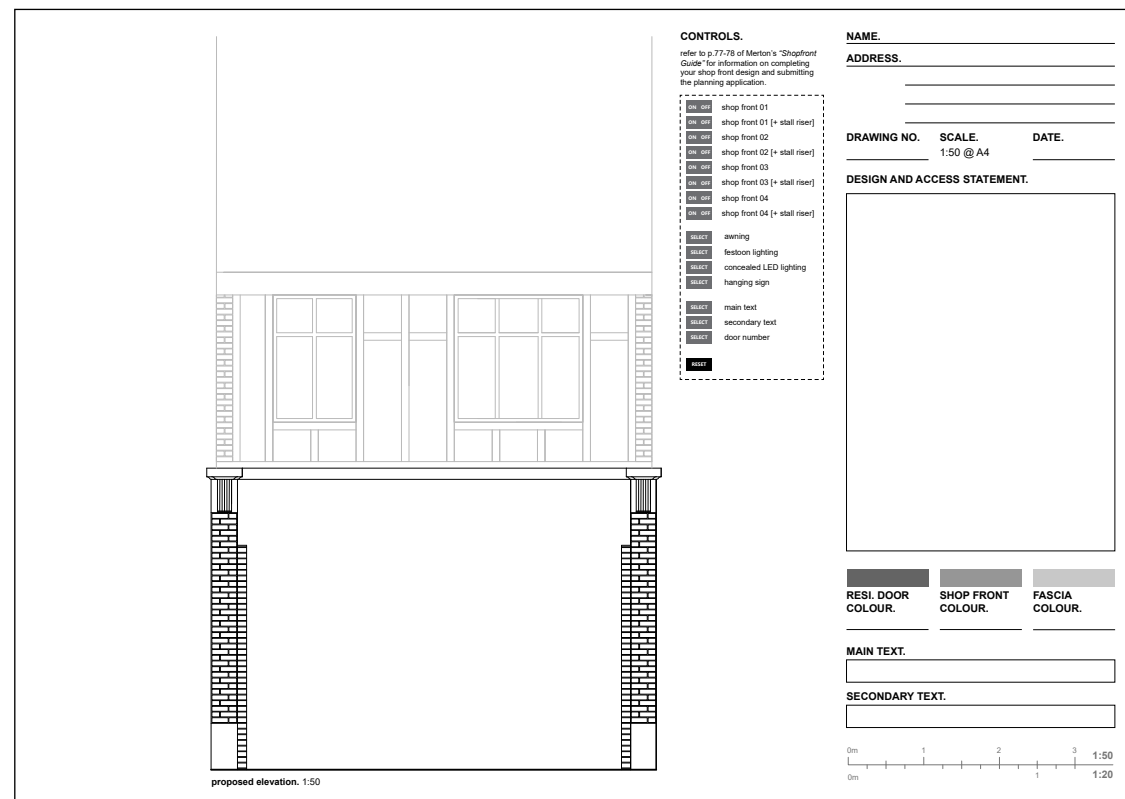 CONTROLS.
refer to p.77-78 of Merton's "Shopfront
Guide" for information on completing
your shop front design and submitting
the planning application.
ON OFF shop front 01
ON OFF shop front 01 [+ stall riser]
ON OFF shop front 02
ON OFF shop front 02 [+ stall riser]
ON OFF shop front 03
ON OFF shop front 03 [+ stall riser]
ON OFF shop front 04
ON OFF shop front 04 [+ stall riser]
SELECT awning
SELECT festoon lighting
SELECT concealed LED lighting
SELECT hanging sign
SELECT main text
SELECT secondary text
SELECT door number
RESET
NAME.
ADDRESS.
DRAWING NO. SCALE. DATE.
1:50 @ A4
DESIGN AND ACCESS STATEMENT.
RESI. DOOR SHOP FRONT FASCIA
COLOUR. COLOUR. COLOUR.
MAIN TEXT.
SECONDARY TEXT.
0m 1 2 3 1:50
0m 1 1:20
proposed elevation. 1:50